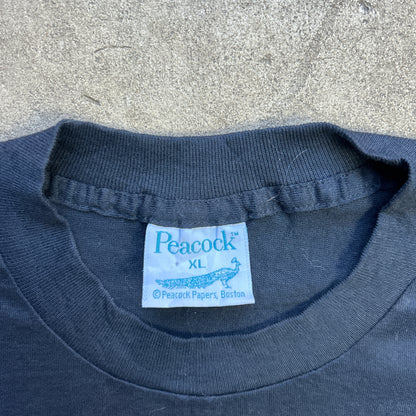 Peacock™
XL
© Peacock Papers, Boston